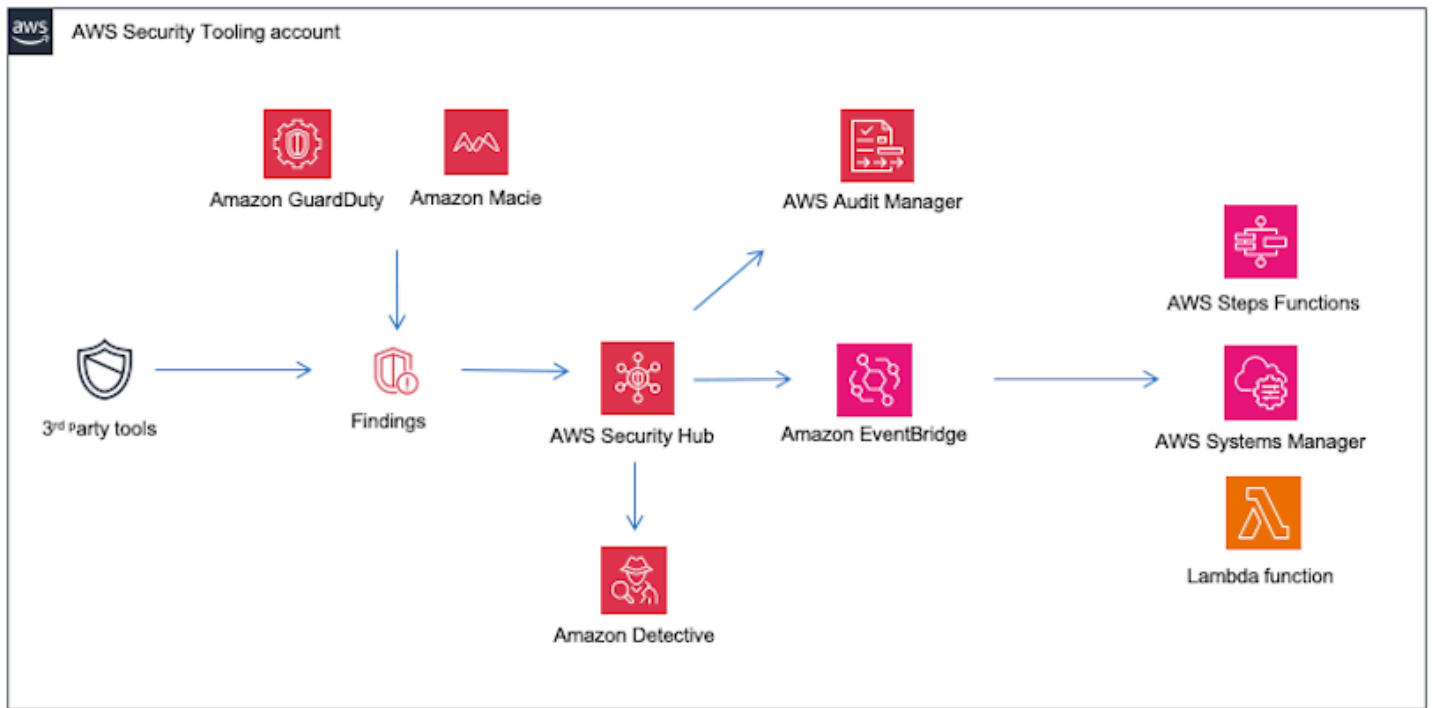 aws
AWS Security Tooling account
Amazon GuardDuty
Amazon Macie
AWS Audit Manager
AWS Steps Functions
3rd Party tools
Findings
AWS Security Hub
Amazon EventBridge
AWS Systems Manager
Lambda function
Amazon Detective